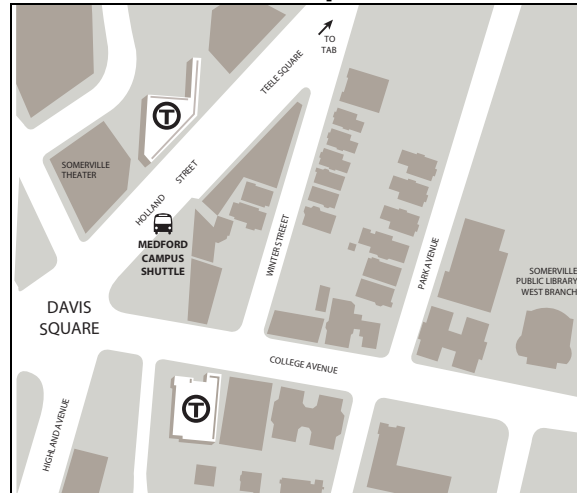 TO
TAB
TEELE SQUARE
T
SOMERVILLE
THEATER
HOLLAND STREET
MEDFORD
CAMPUS
SHUTTLE
WINTER STREEET
PARK AVENUE
SOMERVILLE
PUBLIC LIBRARY
WEST BRANCH
DAVIS
SQUARE
COLLEGE AVENUE
T
HIGHLAND AVENUE